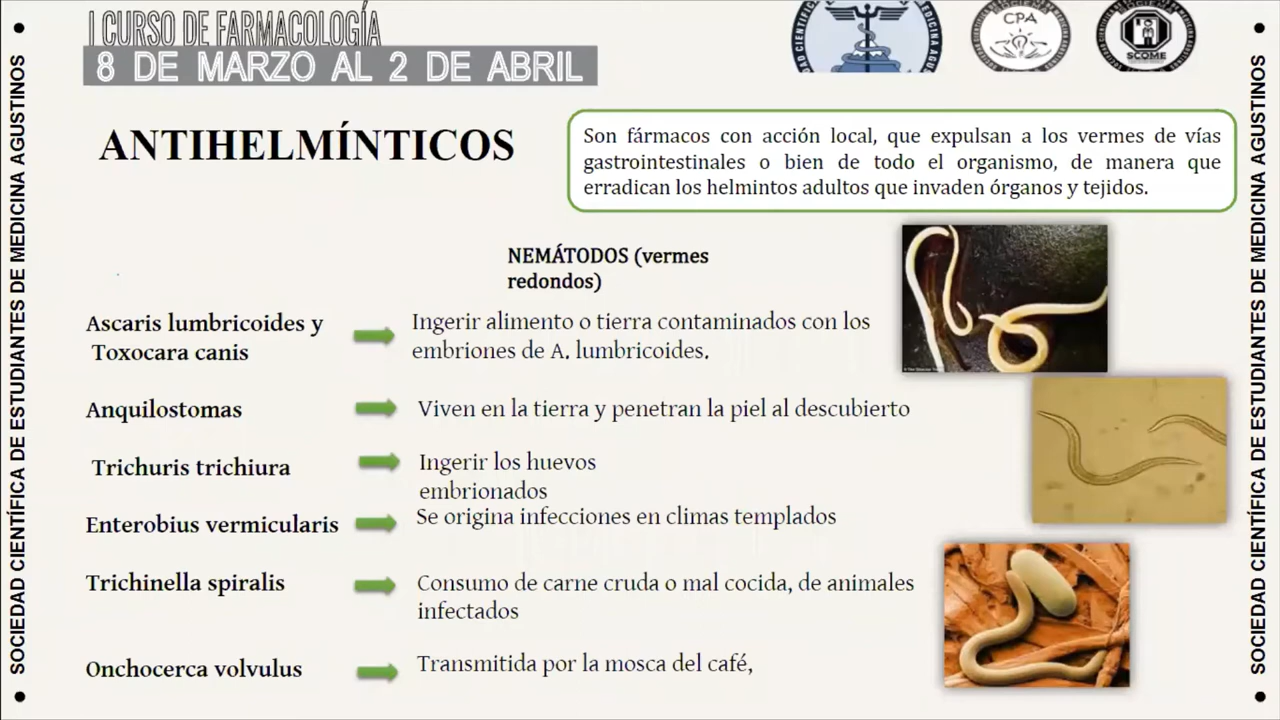 I CURSO DE FARMACOLOGÍA
8 DE MARZO AL 2 DE ABRIL
CPA
SCOME
SOCIEDAD CIENTÍFICA DE ESTUDIANTES DE MEDICINA AGUSTINOS
ANTIHELMÍNTICOS
Son fármacos con acción local, que expulsan a los vermes de vías
gastrointestinales o bien de todo el organismo, de manera que
erradican los helmintos adultos que invaden órganos y tejidos.
NEMÁTODOS (vermes
redondos)
Ascaris lumbricoides y
Toxocara canis
Ingerir alimento o tierra contaminados con los
embriones de A. lumbricoides.
Anquilostomas
Viven en la tierra y penetran la piel al descubierto
Trichuris trichiura
Ingerir los huevos
embrionados
Enterobius vermicularis
Se origina infecciones en climas templados
Trichinella spiralis
Consumo de carne cruda o mal cocida, de animales
infectados
Onchocerca volvulus
Transmitida por la mosca del café,
SOCIEDAD CIENTÍFICA DE ESTUDIANTES DE MEDICINA AGUSTINOS